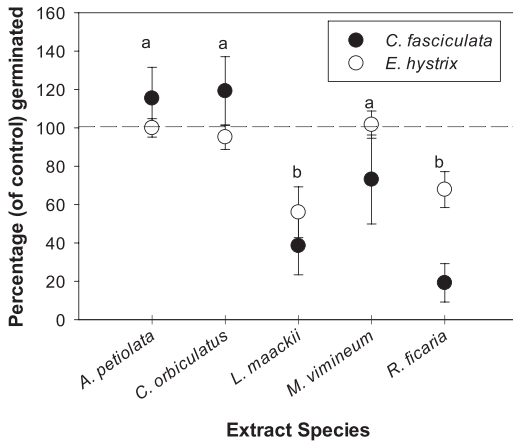 Percentage (of control) germinated
160
140
120
100
80
60
40
20
0
C. fasciculata
E. hystrix
a
a
b
a
b
A. petiolata
C. orbiculatus
L. maackii
M. vimineum
R. ficaria
Extract Species